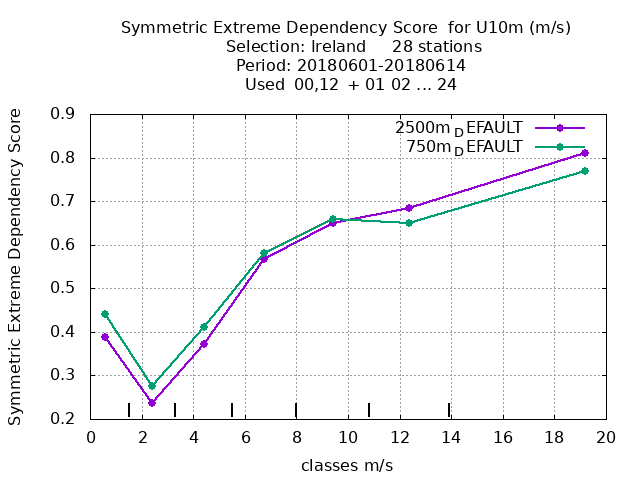 Symmetric Extreme Dependency Score  for U10m (m/s)
Selection: Ireland     28 stations
Period: 20180601-20180614
Used  00,12  + 01 02 ... 24
Symmetric Extreme Dependency Score
0.9
0.8
0.7
0.6
0.5
0.4
0.3
0.2
2500m_DEFAULT
750m_DEFAULT
0 2 4 6 8 10 12 14 16 18 20
classes m/s